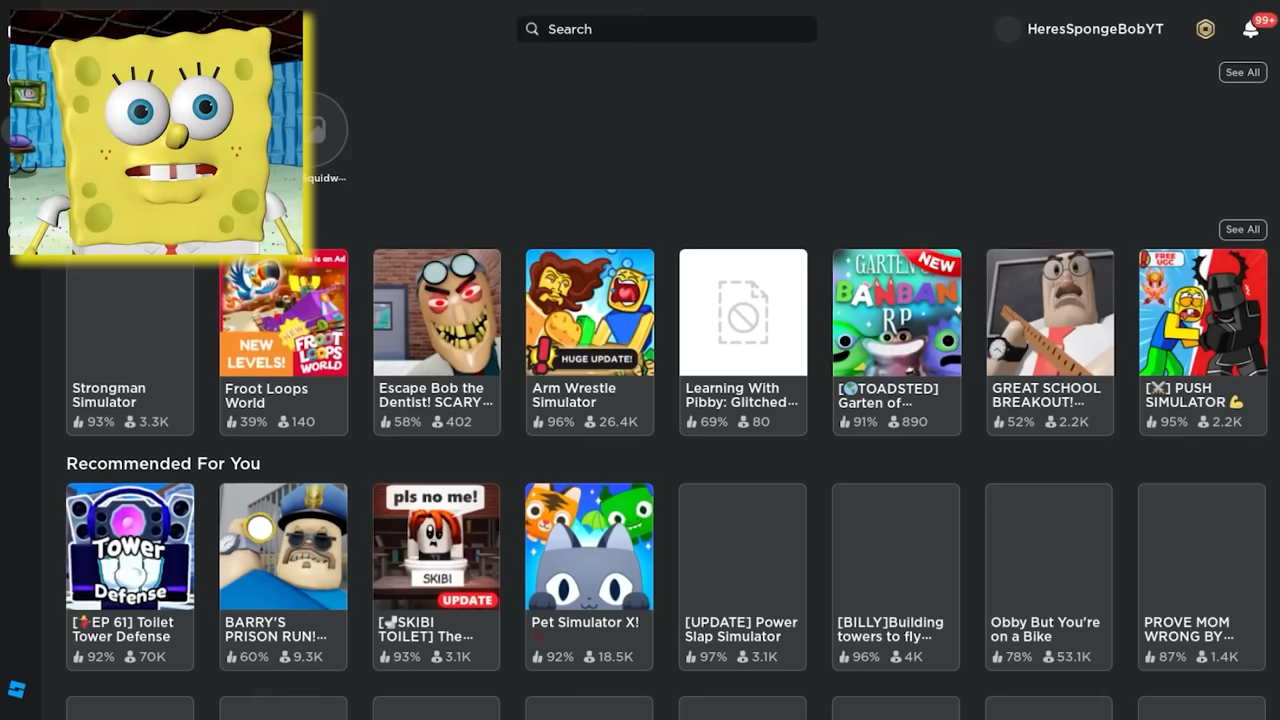 Search
HeresSpongeBobYT
99+
See All
Squidw...
See All
This is an Ad
NEW
LEVELS!
NEW
FROOT
LOOPS
WORLD
HUGE UPDATE!
GARTEN
NEW
BANBAN
RP
FREE
UGC
Strongman
Simulator
93% 3.3K
Froot Loops
World
39% 140
Escape Bob the
Dentist! SCARY...
58% 402
Arm Wrestle
Simulator
96% 26.4K
Learning With
Pibby: Glitched...
69% 80
[🌎TOADSTED]
Garten of...
91% 890
GREAT SCHOOL
BREAKOUT!...
52% 2.2K
[⚔️] PUSH
SIMULATOR 💪
95% 2.2K
Recommended For You
Tower
Defense
pls no me!
SKIBI
UPDATE
[EP 61] Toilet
Tower Defense
92% 70K
BARRY'S
PRISON RUN!...
60% 9.3K
[🚽SKIBI
TOILET] The...
93% 3.1K
Pet Simulator X!
92% 18.5K
[UPDATE] Power
Slap Simulator
97% 3.1K
[BILLY]Building
towers to fly...
96% 4K
Obby But You're
on a Bike
78% 53.1K
PROVE MOM
WRONG BY...
87% 1.4K